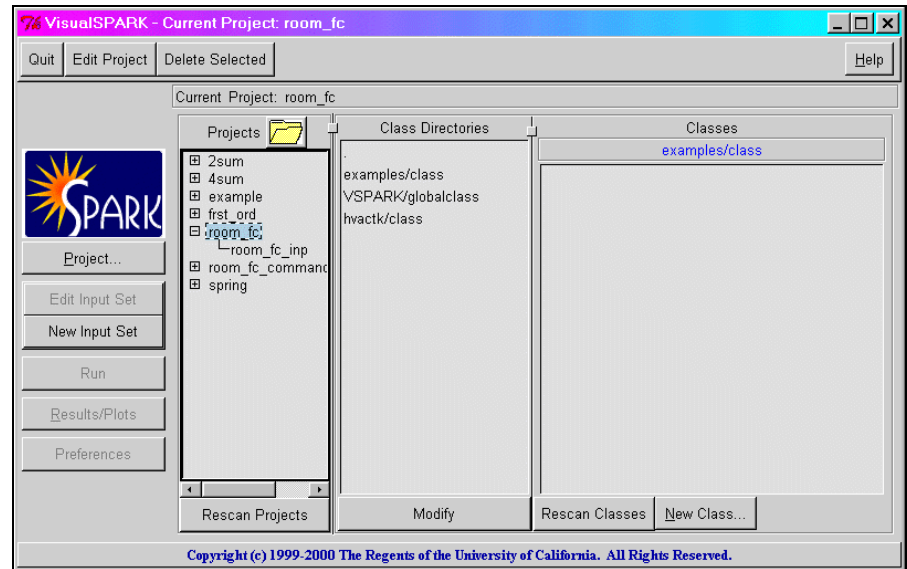 VisualSPARK - Current Project: room_fc
Quit
Edit Project
Delete Selected
Help
Current Project: room_fc
SPARK
Project...
Edit Input Set
New Input Set
Run
Results/Plots
Preferences
Projects
2sum
4sum
example
frst_ord
room_fc
room_fc_inp
room_fc_command
spring
Rescan Projects
Class Directories
.
examples/class
VSPARK/globalclass
hvactk/class
Modify
Classes
examples/class
Rescan Classes
New Class...
Copyright (c) 1999-2000 The Regents of the University of California. All Rights Reserved.